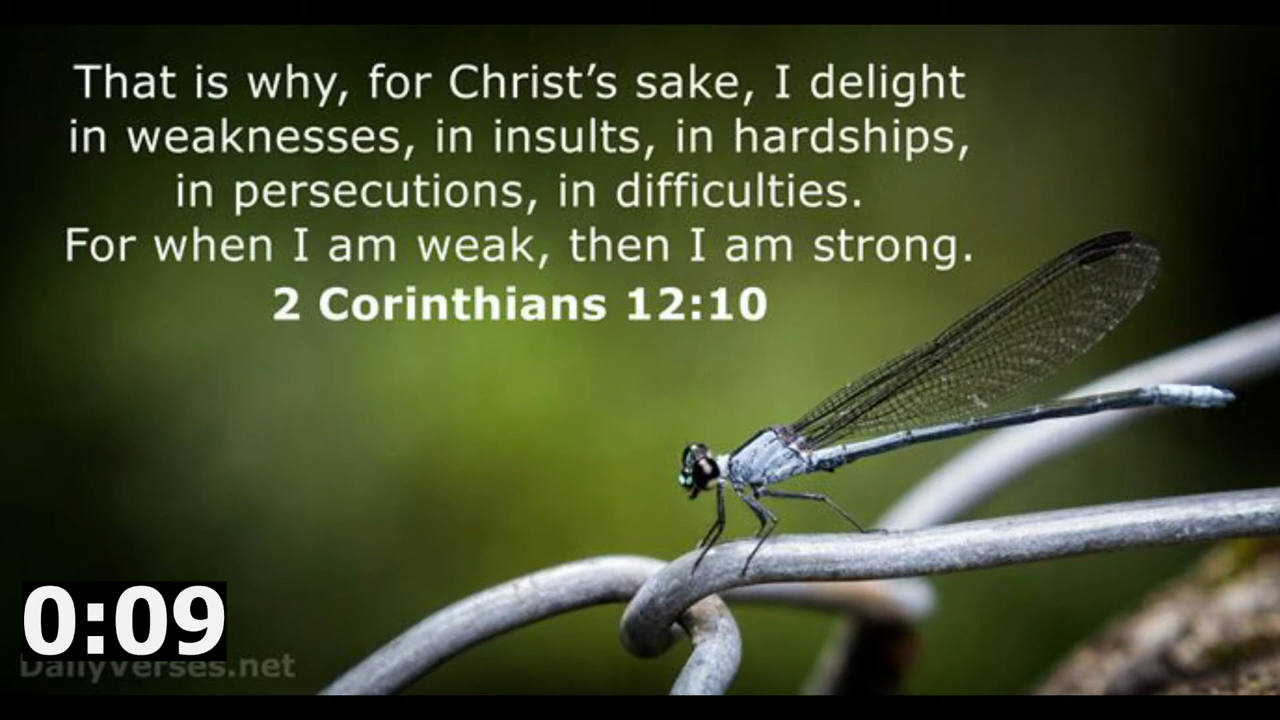 That is why, for Christ’s sake, I delight
in weaknesses, in insults, in hardships,
in persecutions, in difficulties.
For when I am weak, then I am strong.
2 Corinthians 12:10
0:09
DailyVerses.net